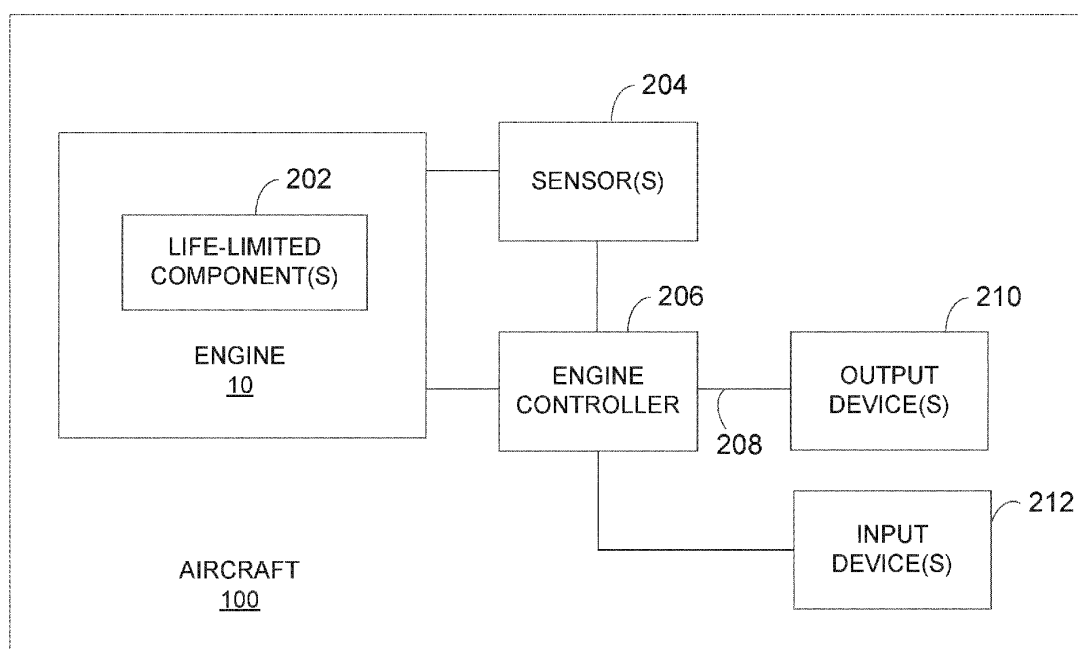 204
SENSOR(S)
202
LIFE-LIMITED
COMPONENT(S)
ENGINE
10
206
ENGINE
CONTROLLER
208
210
OUTPUT
DEVICE(S)
212
INPUT
DEVICE(S)
AIRCRAFT
100